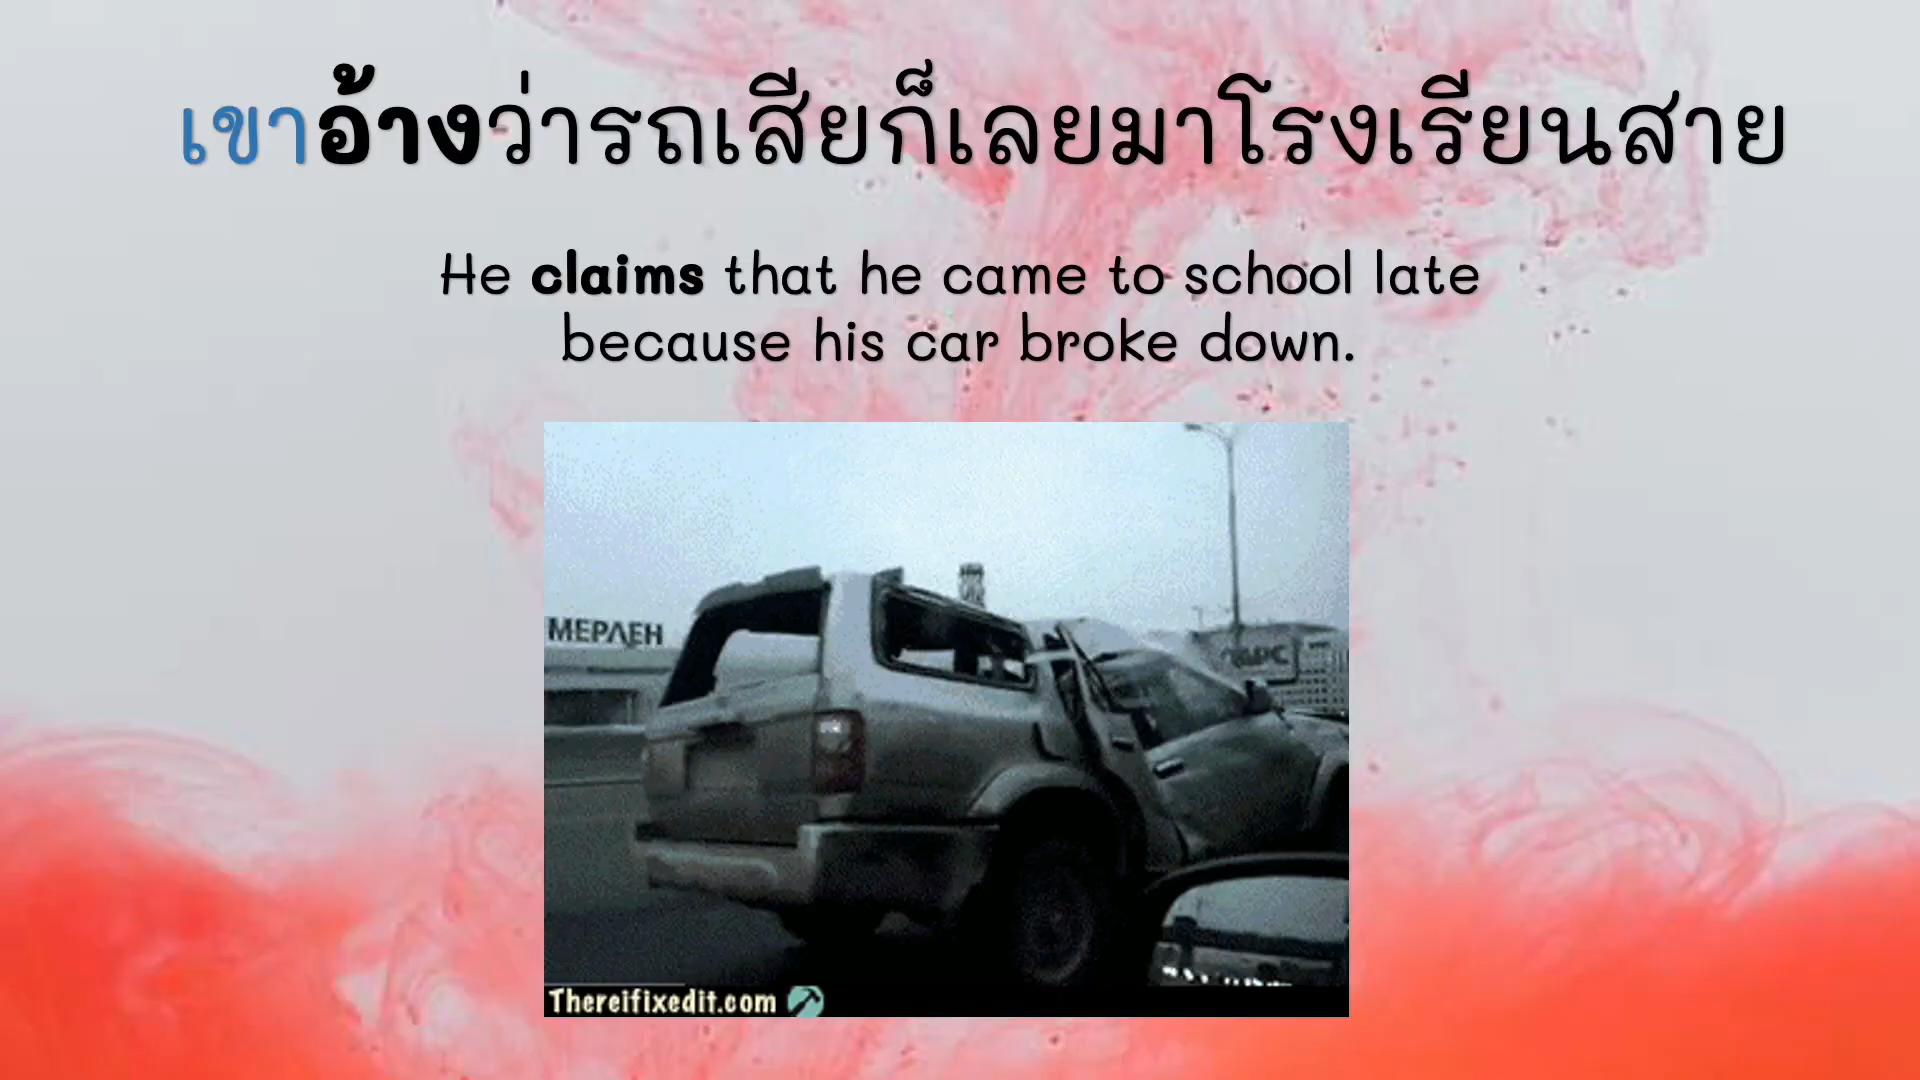 เขาอ้างว่ารถเสียก็เลยมาโรงเรียนสาย
He claims that he came to school late
because his car broke down.
МЕРЛЕН
Thereifixedit.com